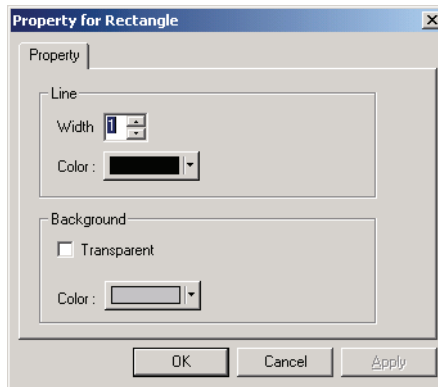 Property for Rectangle
Property
Line
Width 1
Color :
Background
Transparent
Color :
OK Cancel Apply